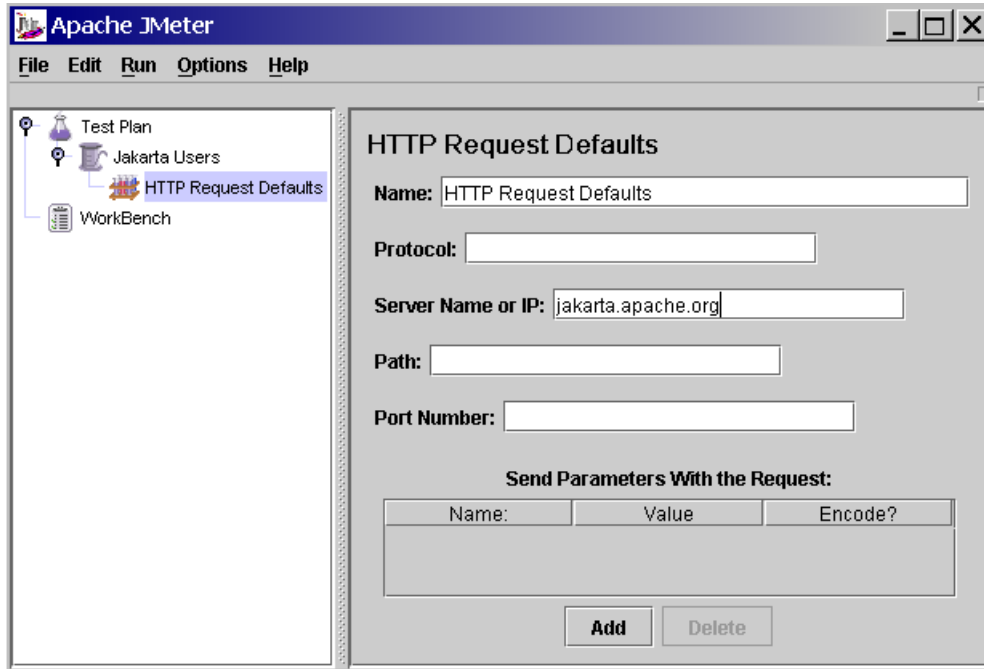 Apache JMeter
File Edit Run Options Help
Test Plan
Jakarta Users
HTTP Request Defaults
WorkBench
HTTP Request Defaults
Name: HTTP Request Defaults
Protocol:
Server Name or IP: jakarta.apache.org
Path:
Port Number:
Send Parameters With the Request:
Name: Value Encode?
Add Delete